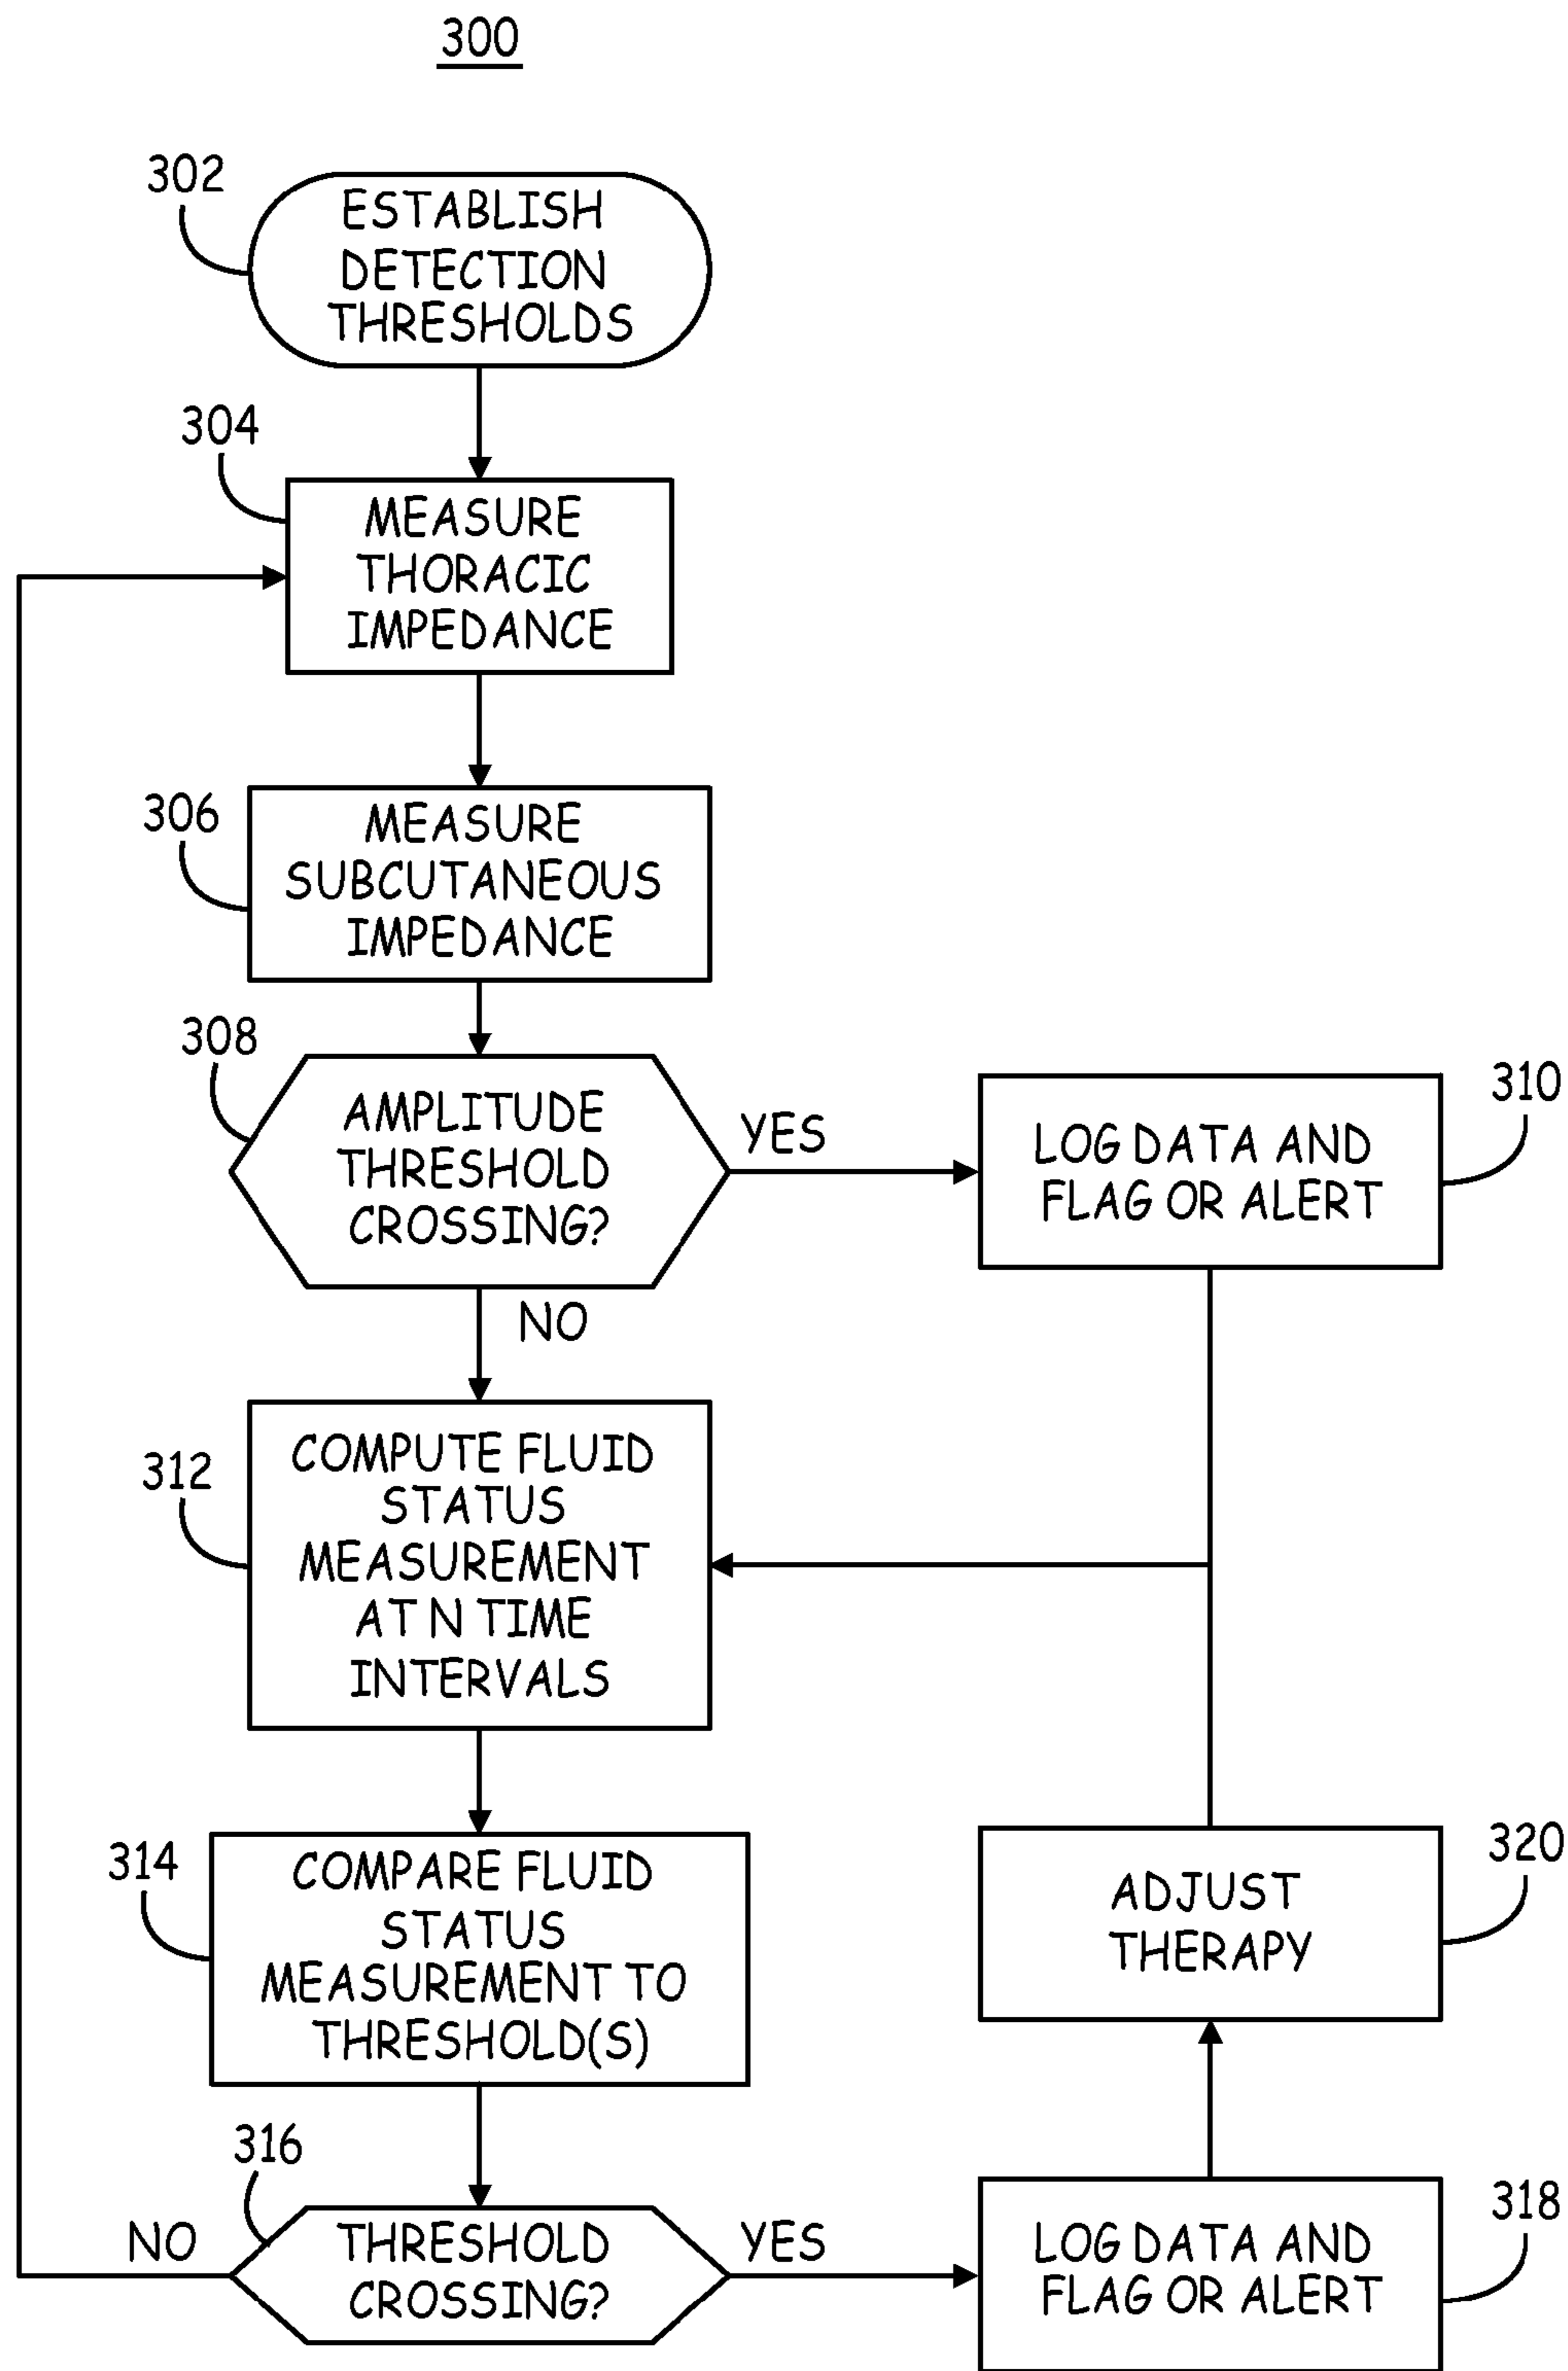 300
302
ESTABLISH
DETECTION
THRESHOLDS
304
MEASURE
THORACIC
IMPEDANCE
306
MEASURE
SUBCUTANEOUS
IMPEDANCE
308
AMPLITUDE
THRESHOLD
CROSSING?
YES
NO
310
LOG DATA AND
FLAG OR ALERT
312
COMPUTE FLUID
STATUS
MEASUREMENT
AT N TIME
INTERVALS
314
COMPARE FLUID
STATUS
MEASUREMENT TO
THRESHOLD(S)
320
ADJUST
THERAPY
316
NO
THRESHOLD
CROSSING?
YES
318
LOG DATA AND
FLAG OR ALERT